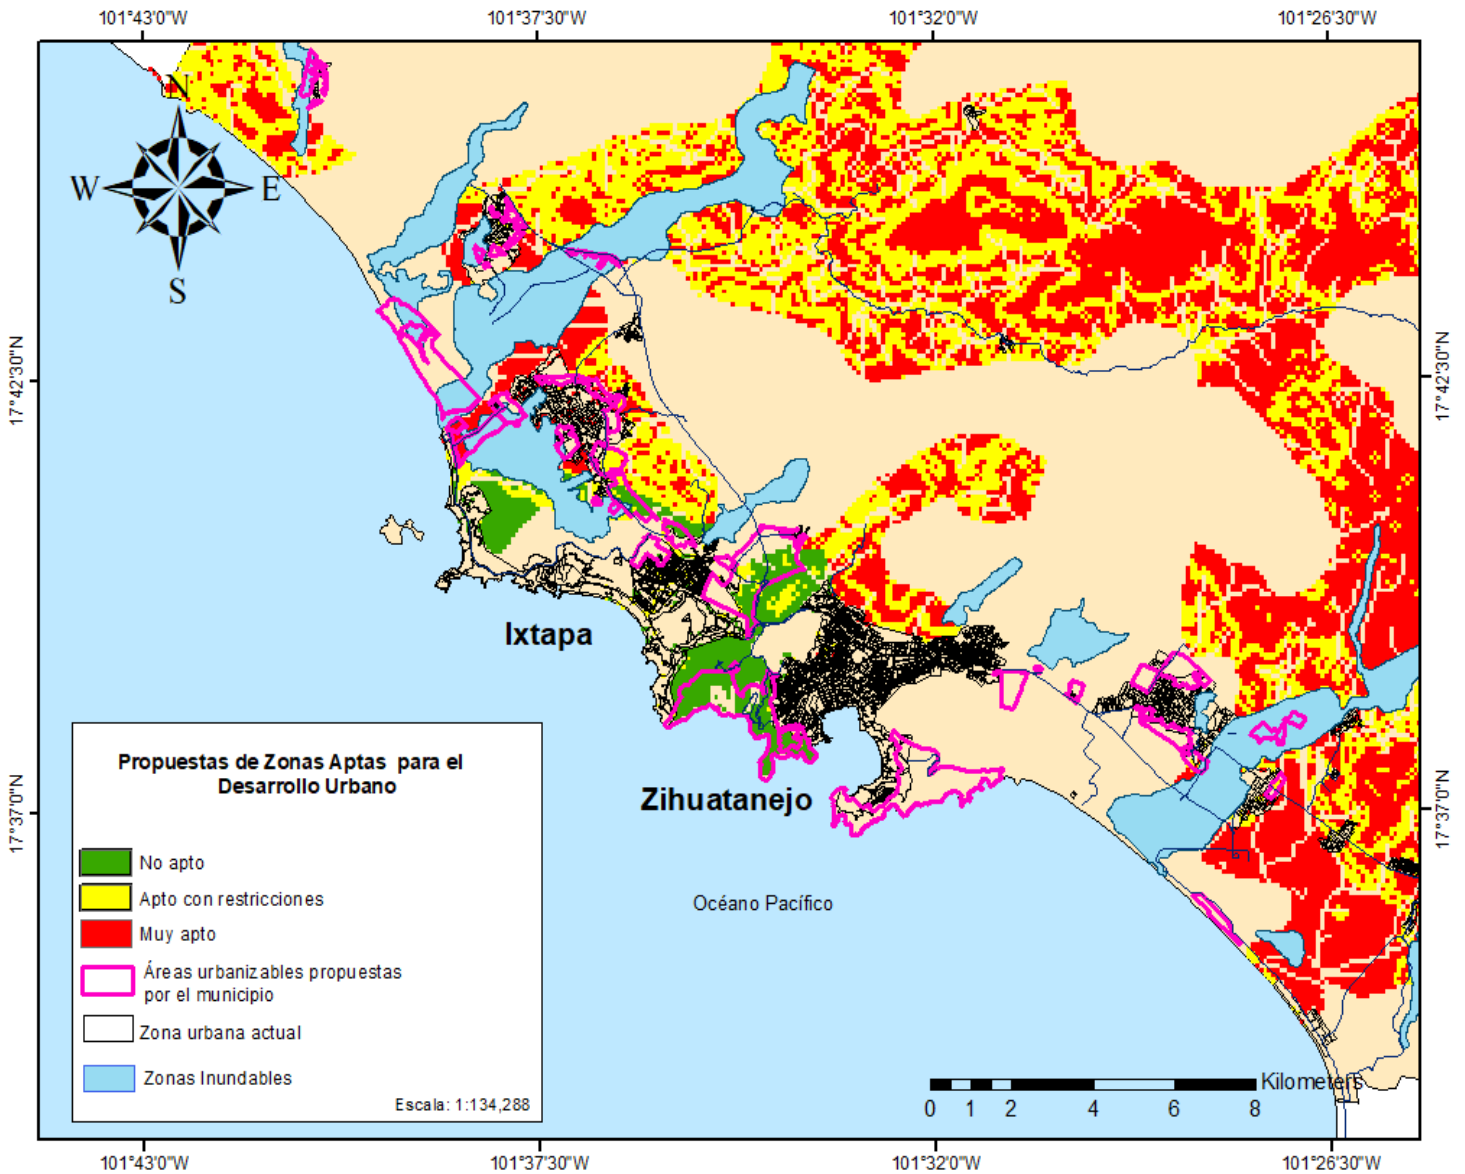 101°43'0"W
101°37'30"W
101°32'0"W
101°26'30"W
N
W
E
S
17°42'30"N
17°42'30"N
Ixtapa
Propuestas de Zonas Aptas para el
Desarrollo Urbano
Zihuatanejo
17°37'0"N
17°37'0"N
No apto
Apto con restricciones
Océano Pacífico
Muy apto
Áreas urbanizables propuestas
por el municipio
Zona urbana actual
Zonas Inundables
Kilometers
Escala: 1:134,288
0 1 2 4 6 8
101°43'0"W
101°37'30"W
101°32'0"W
101°26'30"W